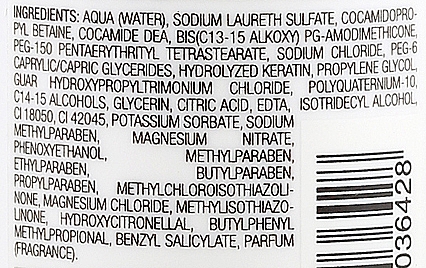 INGREDIENTS: AQUA (WATER), SODIUM LAURETH SULFATE, COCAMIDOPRO-
PYL BETAINE, COCAMIDE DEA, BIS(C13-15 ALKOXY) PG-AMODIMETHICONE,
PEG-150 PENTAERYTHRITYL TETRASTEARATE, SODIUM CHLORIDE, PEG-6
CAPRYLIC/CAPRIC GLYCERIDES, HYDROLYZED KERATIN, PROPYLENE GLYCOL,
GUAR HYDROXYPROPYLTRIMONIUM CHLORIDE, POLYQUATERNIUM-10,
C14-15 ALCOHOLS, GLYCERIN, CITRIC ACID, EDTA, ISOTRIDECYL ALCOHOL,
CI 18050, CI 42045, POTASSIUM SORBATE, SODIUM
METHYLPARABEN, MAGNESIUM NITRATE,
PHENOXYETHANOL, METHYLPARABEN,
ETHYLPARABEN, BUTYLPARABEN,
PROPYLPARABEN, METHYLCHLOROISOTHIAZOLI-
NONE, MAGNESIUM CHLORIDE, METHYLISOTHIAZO-
LINONE, HYDROXYCITRONELLAL, BUTYLPHENYL
METHYLPROPIONAL, BENZYL SALICYLATE, PARFUM
(FRAGRANCE).
036428